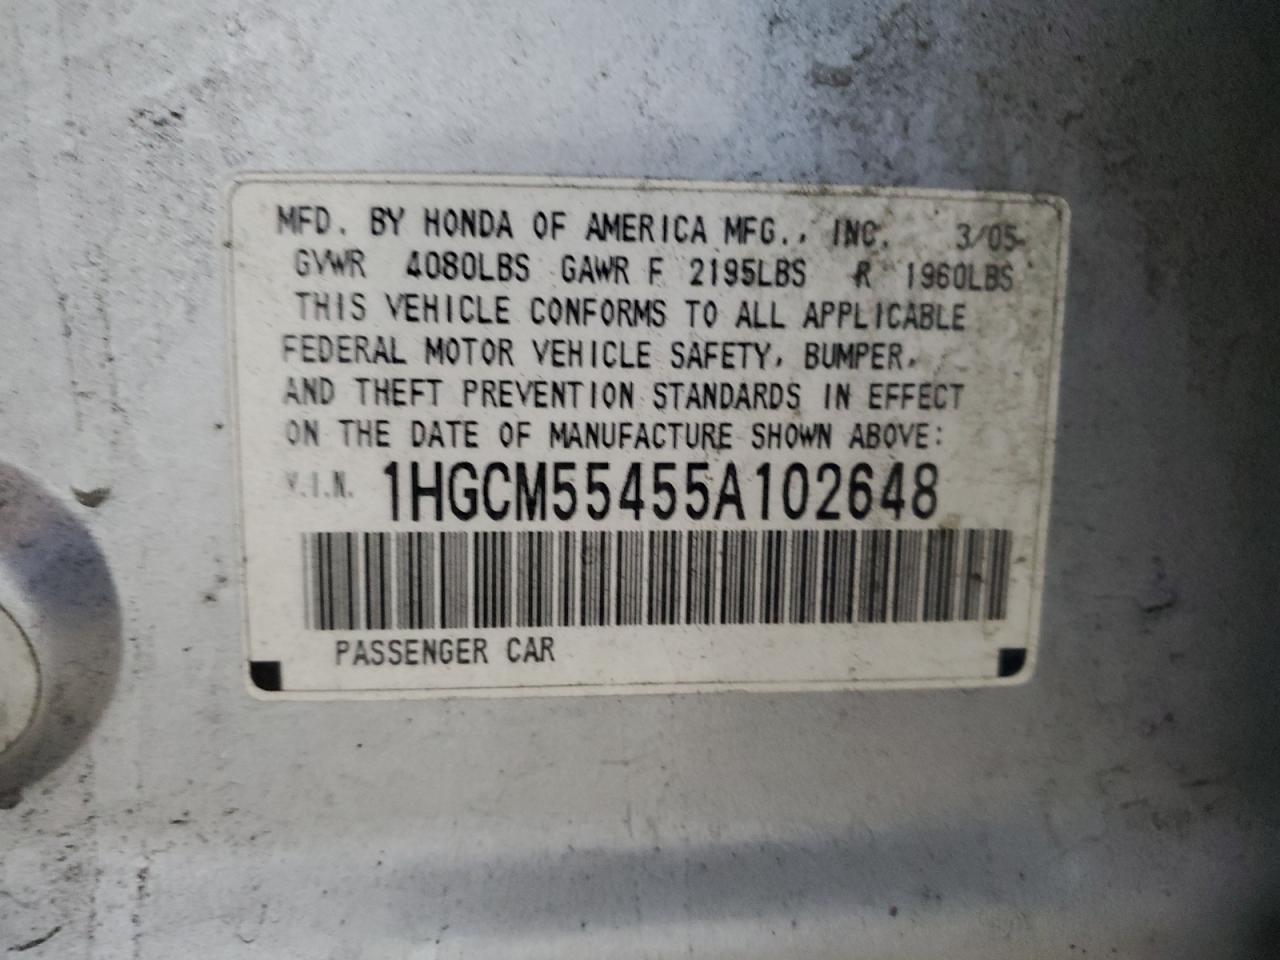 MFD. BY HONDA OF AMERICA MFG., INC. 3/05
GVWR 4080LBS GAWR F 2195LBS R 1960LBS
THIS VEHICLE CONFORMS TO ALL APPLICABLE
FEDERAL MOTOR VEHICLE SAFETY, BUMPER,
AND THEFT PREVENTION STANDARDS IN EFFECT
ON THE DATE OF MANUFACTURE SHOWN ABOVE:
V.I.N. 1HGCM55455A102648
PASSENGER CAR